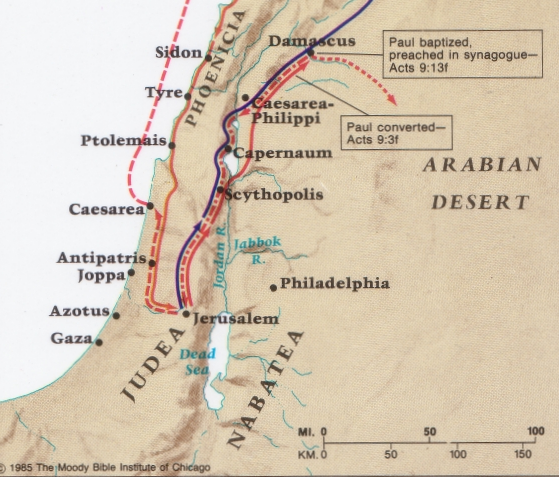 PHOENICIA
Sidon
Damascus
Paul baptized,
preached in synagogue—
Acts 9:13f
Tyre
Caesarea-
Philippi
Paul converted—
Acts 9:3f
Ptolemais
Capernaum
ARABIAN
DESERT
Scythopolis
Caesarea
Jordan R.
Jabbok
R.
Antipatris
Joppa
Philadelphia
Azotus
Jerusalem
Gaza
JUDEA
Dead
Sea
NABATEA
MI. 0 50 100
KM. 0 50 100 150
© 1985 The Moody Bible Institute of Chicago